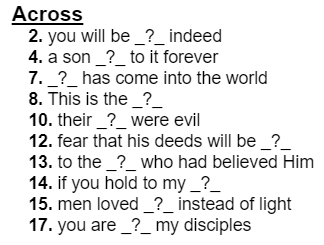 Across
2. you will be _?_ indeed
4. a son _?_ to it forever
7. _?_ has come into the world
8. This is the _?_
10. their _?_ were evil
12. fear that his deeds will be _?_
13. to the _?_ who had believed Him
14. if you hold to my _?_
15. men loved _?_ instead of light
17. you are _?_ my disciples